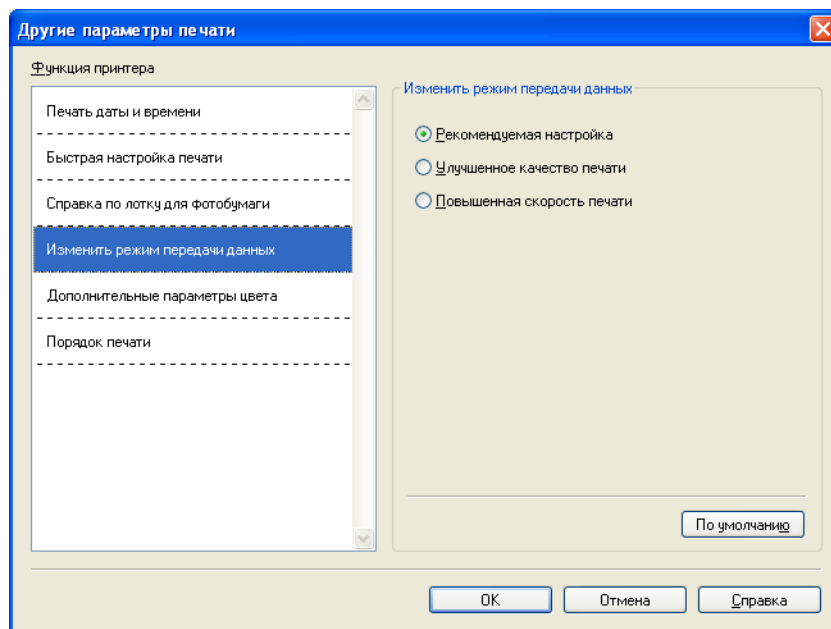 Другие параметры печати
Функция принтера
Печать даты и времени
Быстрая настройка печати
Справка по лотку для фотобумаги
Изменить режим передачи данных
Дополнительные параметры цвета
Порядок печати
Изменить режим передачи данных
Рекомендуемая настройка
Улучшенное качество печати
Повышенная скорость печати
По умолчанию
OK
Отмена
Справка